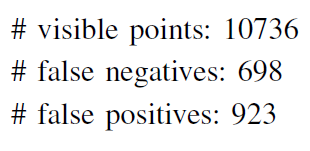 # visible points: 10736
# false negatives: 698
# false positives: 923